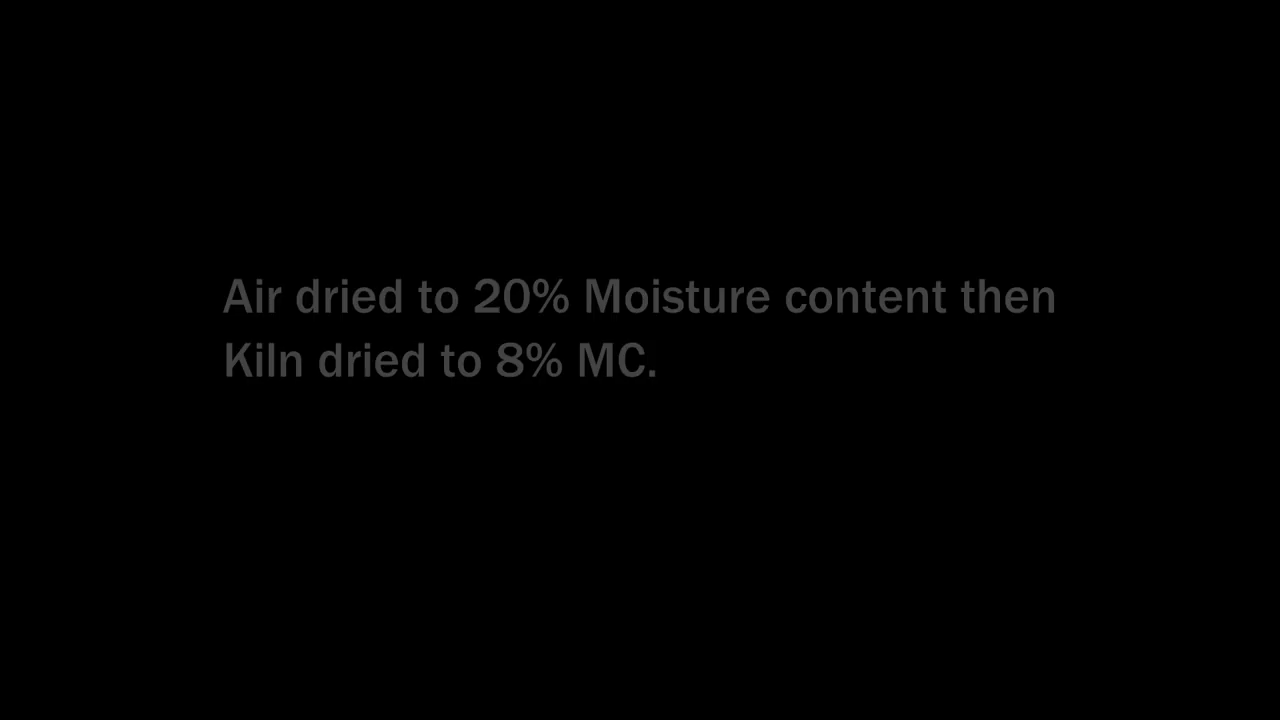 Air dried to 20% Moisture content then
Kiln dried to 8% MC.